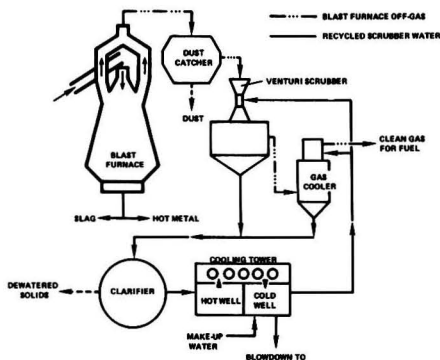 BLAST FURNACE OFF-GAS
RECYCLED SCRUBBER WATER
DUST
CATCHER
VENTURI SCRUBBER
DUST
CLEAN GAS
FOR FUEL
BLAST
FURNACE
GAS
COOLER
SLAG
HOT METAL
COOLING TOWER
DEWATERED
SOLIDS
CLARIFIER
HOT WELL
COLD
WELL
MAKE-UP
WATER
BLOWDOWN TO